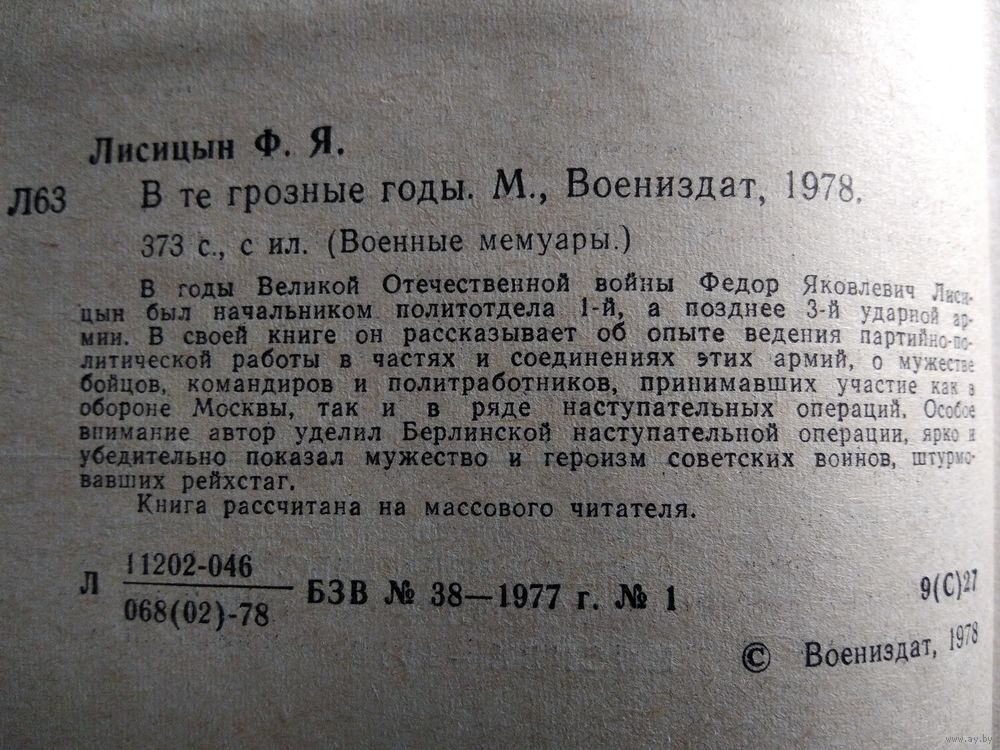 Лисицын Ф. Я.
Л63 В те грозные годы. М., Воениздат, 1978.
373 с., с ил. (Военные мемуары.)
В годы Великой Отечественной войны Федор Яковлевич Лиси-
цын был начальником политотдела 1-й, а позднее 3-й ударной ар-
мии. В своей книге он рассказывает об опыте ведения партийно-по-
литической работы в частях и соединениях этих армий, о мужестве
бойцов, командиров и политработников, принимавших участие как в
обороне Москвы, так и в ряде наступательных операций. Особое
внимание автор уделил Берлинской наступательной операции, ярко и
убедительно показал мужество и героизм советских воинов, штурмо-
вавших рейхстаг.
Книга рассчитана на массового читателя.
Л 11202-046
068(02)-78 БЗВ № 38—1977 г. № 1 9(С)27
© Воениздат, 1978
www.ay.by